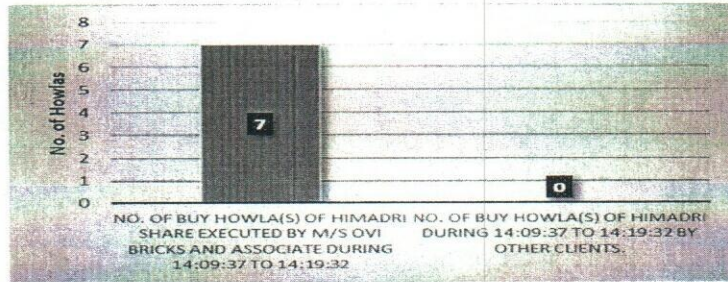 8
7
6
5
4
3
2
1
0
No. of Howlas
7
0
NO. OF BUY HOWLA(S) OF HIMADRI
SHARE EXECUTED BY M/S OVI
BRICKS AND ASSOCIATE DURING
14:09:37 TO 14:19:32
NO. OF BUY HOWLA(S) OF HIMADRI
DURING 14:09:37 TO 14:19:32 BY
OTHER CLIENTS.